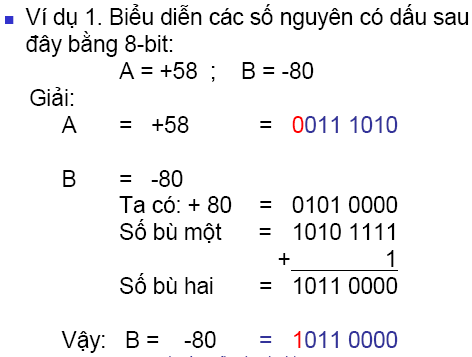 Ví dụ 1. Biểu diễn các số nguyên có dấu sau
đây bằng 8-bit:
A = +58 ; B = -80
Giải:
A = +58 = 0011 1010
B = -80
Ta có: + 80 = 0101 0000
Số bù một = 1010 1111
+ 1
Số bù hai = 1011 0000
Vậy: B = -80 = 1011 0000